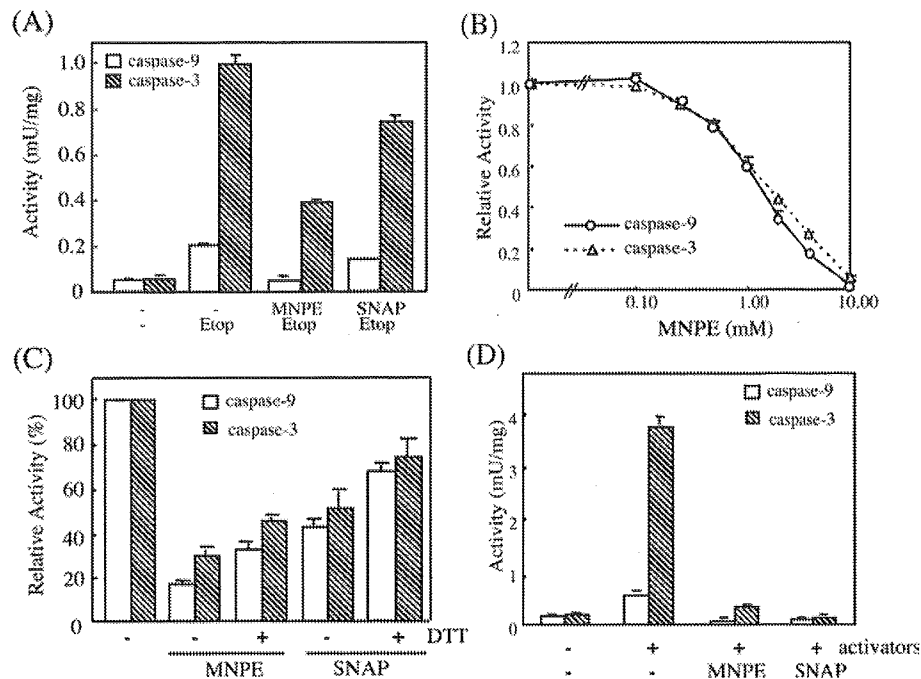 (A)
caspase-9
caspase-3
Activity (mU/mg)
1.0
0.8
0.6
0.4
0.2
0
- - MNPE SNAP
- Etop Etop Etop
(B)
Relative Activity
1.2
1.0
0.8
0.6
0.4
0.2
0
caspase-9
caspase-3
0.10 1.00 10.00
MNPE (mM)
(C)
caspase-9
caspase-3
Relative Activity (%)
100
80
60
40
20
- - + - + DTT
MNPE SNAP
(D)
caspase-9
caspase-3
Activity (mU/mg)
4
2
1
0
- + + + activators
- - MNPE SNAP